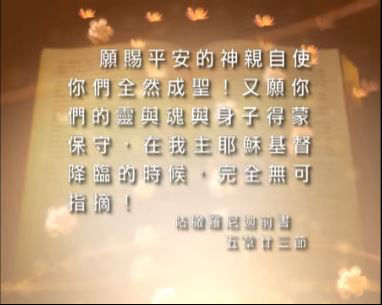 願賜平安的神親自使
你們全然成聖！又願你
們的靈與魂與身子得蒙
保守，在我主耶穌基督
降臨的時候，完全無可
指摘！
帖撒羅尼迦前書
五章廿三節